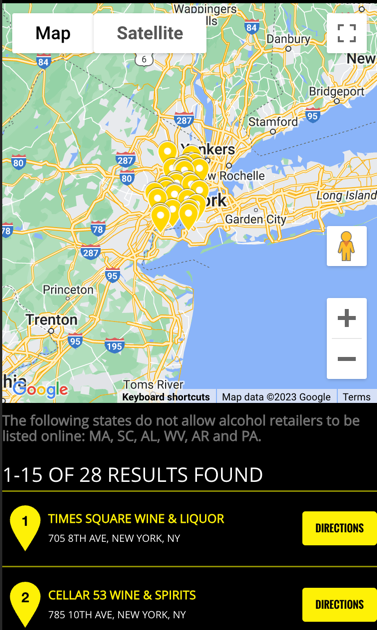 Wappingers
Falls
Map
Satellite
84
Danbury
84
6
New
Bridgeport
95
Stamford
287
Yonkers
80
287
New Rochelle
80
95
Long Island
York
78
78
Garden City
287
95
Princeton
Trenton
95
195
Toms River
Google
Keyboard shortcuts
Map data ©2023 Google
Terms
The following states do not allow alcohol retailers to be
listed online: MA, SC, AL, WV, AR and PA.
1-15 OF 28 RESULTS FOUND
1
TIMES SQUARE WINE & LIQUOR
705 8TH AVE, NEW YORK, NY
DIRECTIONS
2
CELLAR 53 WINE & SPIRITS
785 10TH AVE, NEW YORK, NY
DIRECTIONS